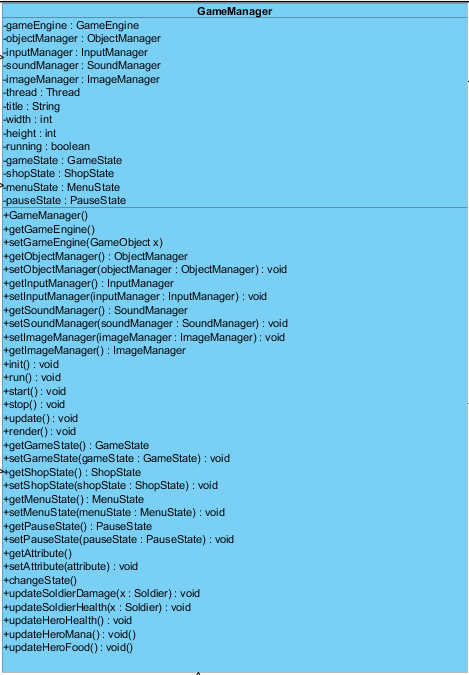 GameManager
-gameEngine : GameEngine
-objectManager : ObjectManager
-inputManager : InputManager
-soundManager : SoundManager
-imageManager : ImageManager
-thread : Thread
-title : String
-width : int
-height : int
-running : boolean
-gameState : GameState
-shopState : ShopState
-menuState : MenuState
-pauseState : PauseState
+GameManager()
+getGameEngine()
+setGameEngine(GameObject x)
+getObjectManager() : ObjectManager
+setObjectManager(objectManager : ObjectManager) : void
+getInputManager() : InputManager
+setInputManager(inputManager : InputManager) : void
+getSoundManager() : SoundManager
+setSoundManager(soundManager : SoundManager) : void
+setImageManager(imageManager : ImageManager) : void
+getImageManager() : ImageManager
+init() : void
+run() : void
+start() : void
+stop() : void
+update() : void
+render() : void
+getGameState() : GameState
+setGameState(gameState : GameState) : void
+getShopState() : ShopState
+setShopState(shopState : ShopState) : void
+getMenuState() : MenuState
+setMenuState(menuState : MenuState) : void
+getPauseState() : PauseState
+setPauseState(pauseState : PauseState) : void
+getAttribute()
+setAttribute(attribute) : void
+changeState()
+updateSoldierDamage(x : Soldier) : void
+updateSoldierHealth(x : Soldier) : void
+updateHeroHealth() : void
+updateHeroMana() : void()
+updateHeroFood() : void()